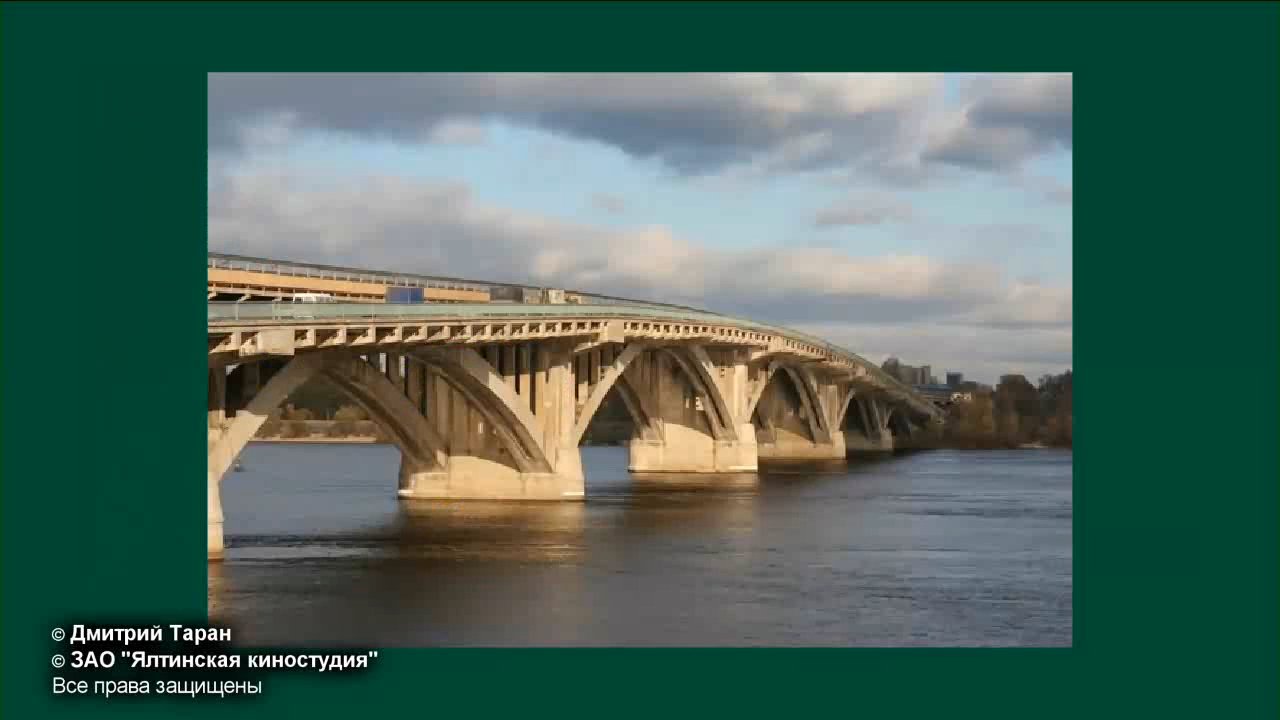 © Дмитрий Таран
© ЗАО "Ялтинская киностудия"
Все права защищены